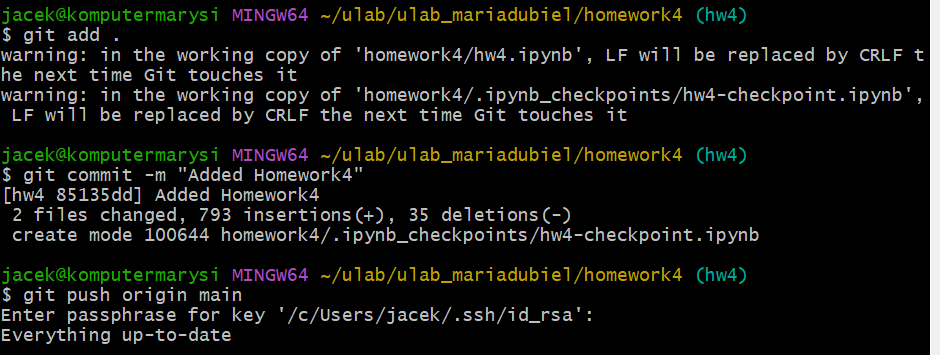 jacek@komputermarysi MINGW64 ~/ulab/ulab_mariadubiel/homework4 (hw4)
$ git add .
warning: in the working copy of 'homework4/hw4.ipynb', LF will be replaced by CRLF t
he next time Git touches it
warning: in the working copy of 'homework4/.ipynb_checkpoints/hw4-checkpoint.ipynb',
 LF will be replaced by CRLF the next time Git touches it
jacek@komputermarysi MINGW64 ~/ulab/ulab_mariadubiel/homework4 (hw4)
$ git commit -m "Added Homework4"
[hw4 85135dd] Added Homework4
 2 files changed, 793 insertions(+), 35 deletions(-)
 create mode 100644 homework4/.ipynb_checkpoints/hw4-checkpoint.ipynb
jacek@komputermarysi MINGW64 ~/ulab/ulab_mariadubiel/homework4 (hw4)
$ git push origin main
Enter passphrase for key '/c/Users/jacek/.ssh/id_rsa':
Everything up-to-date